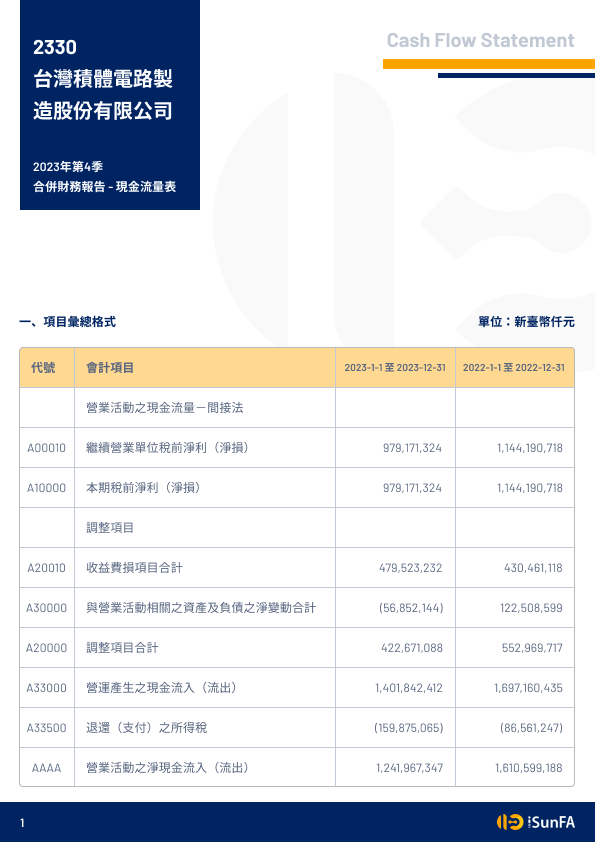 2330
台灣積體電路製
造股份有限公司
2023年第4季
合併財務報告 - 現金流量表
Cash Flow Statement
一、項目彙總格式
單位：新臺幣仟元
代號 會計項目 2023-1-1 至 2023-12-31 2022-1-1 至 2022-12-31
營業活動之現金流量－間接法
A00010 繼續營業單位稅前淨利（淨損） 979,171,324 1,144,190,718
A10000 本期稅前淨利（淨損） 979,171,324 1,144,190,718
調整項目
A20010 收益費損項目合計 479,523,232 430,461,118
A30000 與營業活動相關之資產及負債之淨變動合計 (56,852,144) 122,508,599
A20000 調整項目合計 422,671,088 552,969,717
A33000 營運產生之現金流入（流出） 1,401,842,412 1,697,160,435
A33500 退還（支付）之所得稅 (159,875,065) (86,561,247)
AAAA 營業活動之淨現金流入（流出） 1,241,967,347 1,610,599,188
1
iSunFA